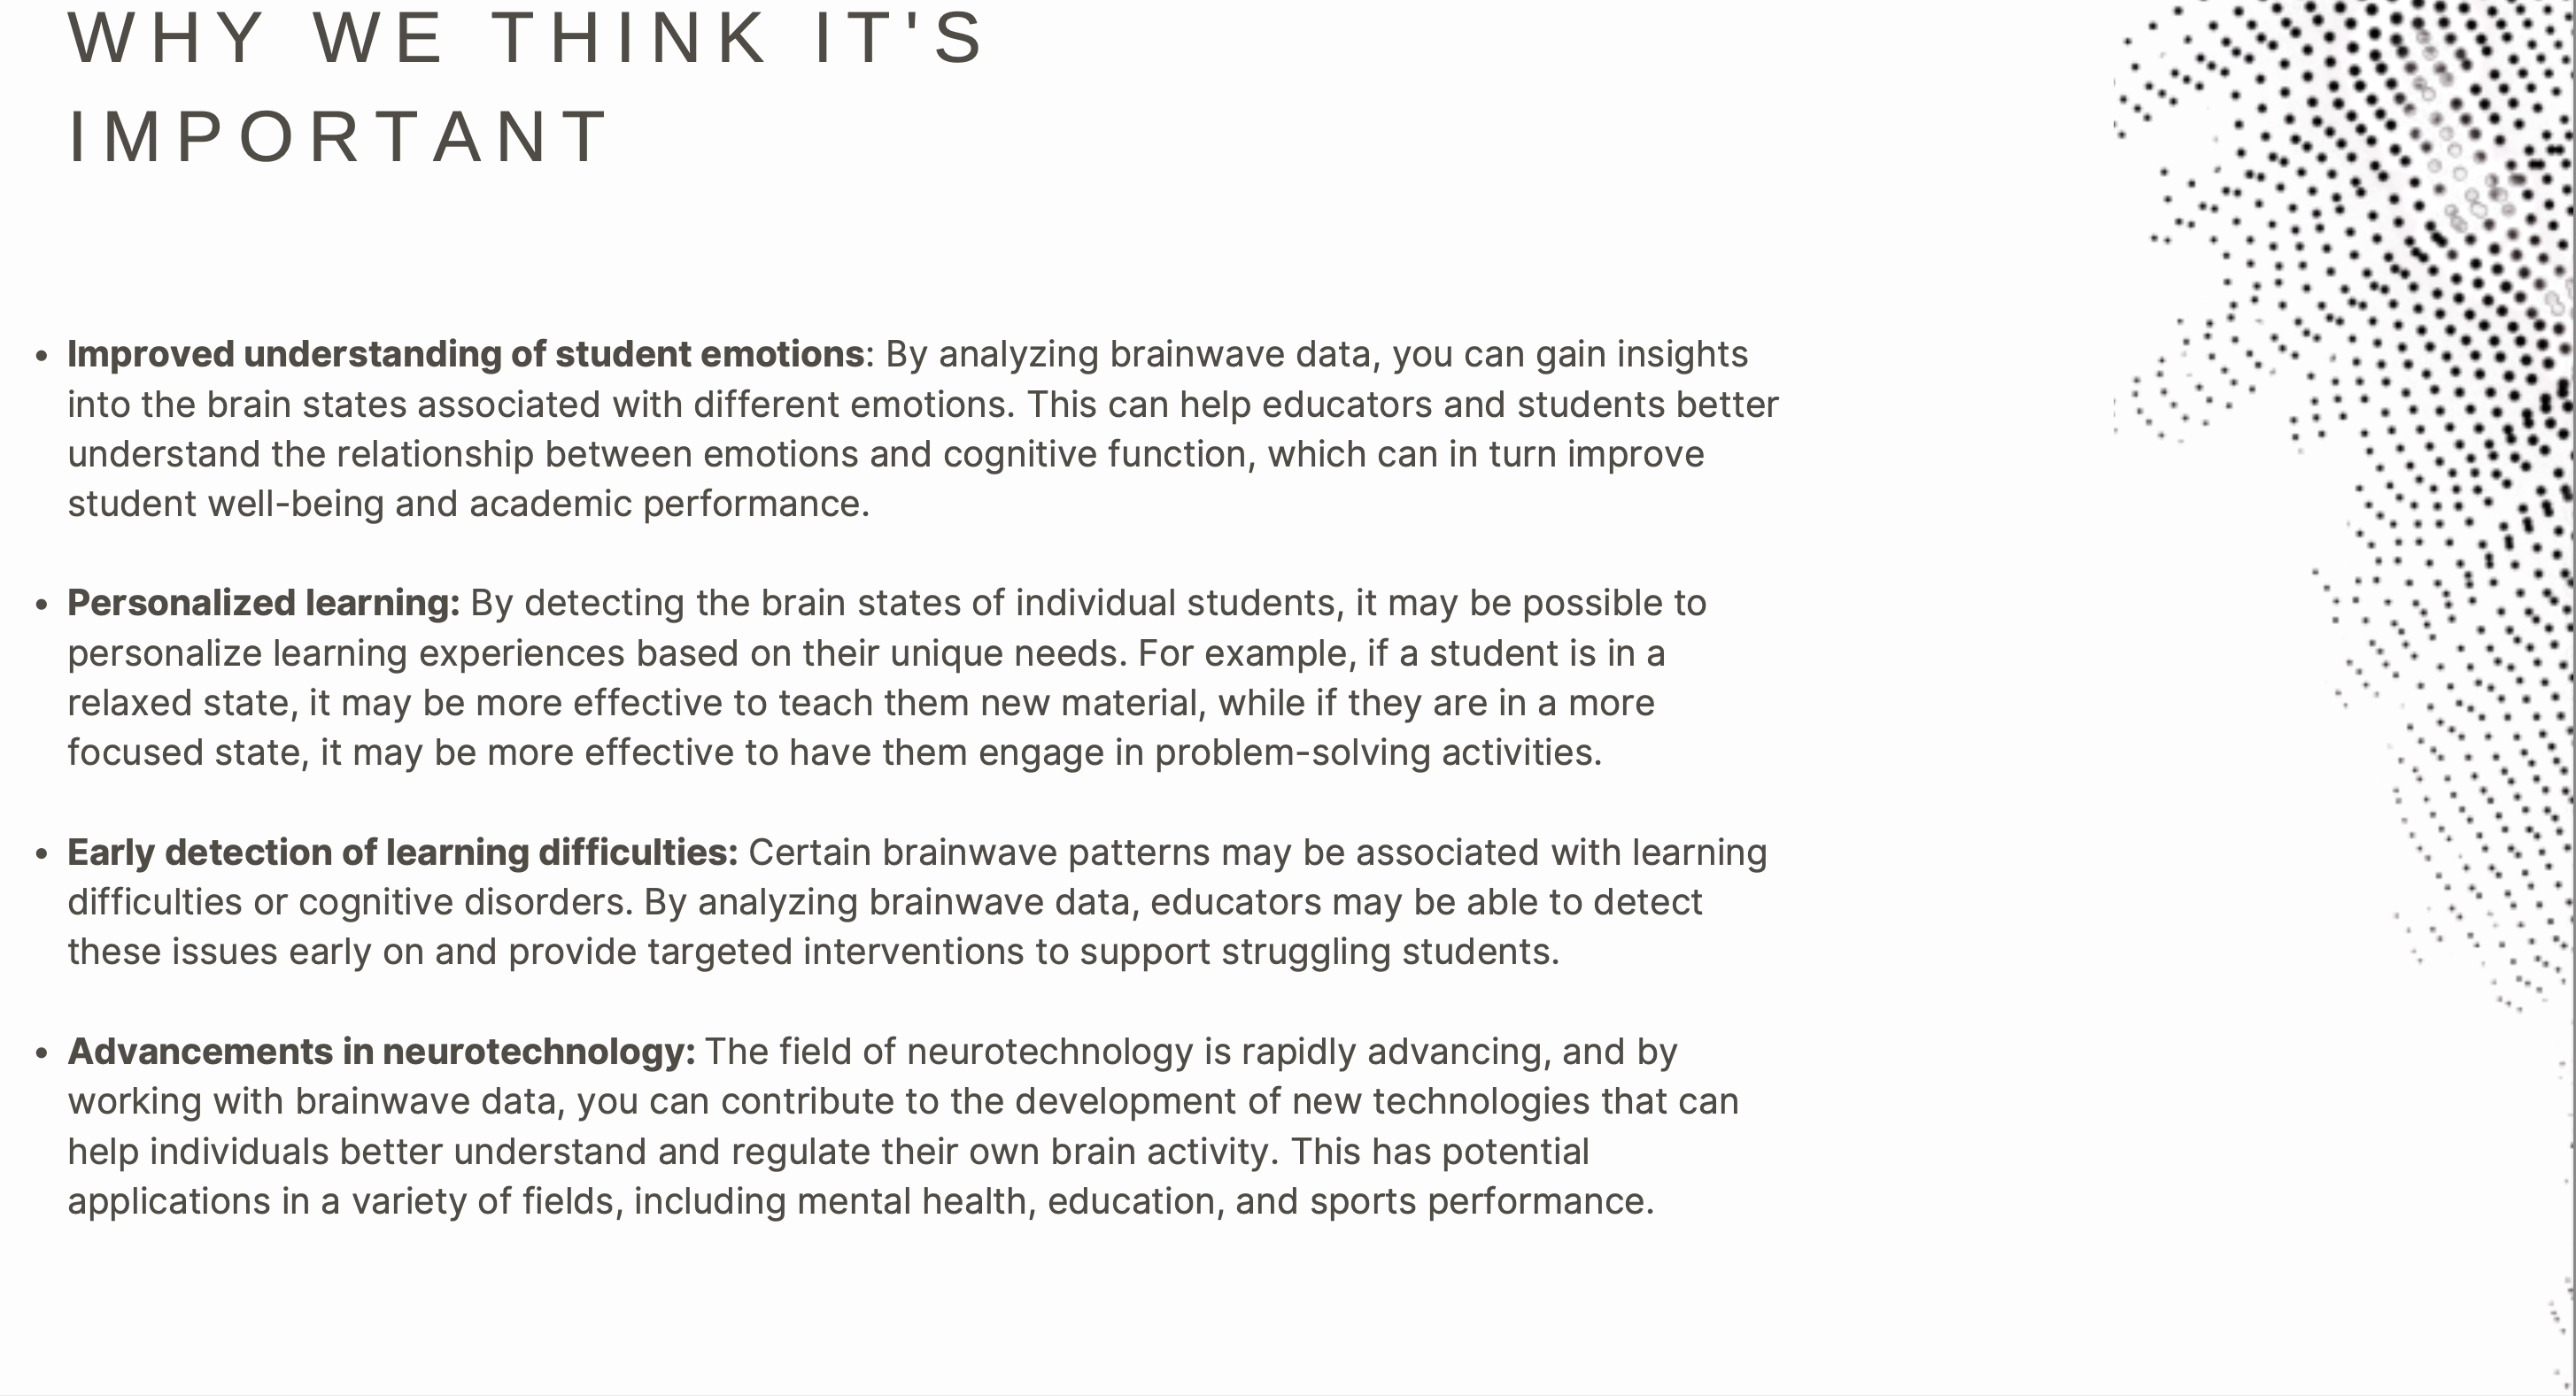 WHY WE THINK IT'S
IMPORTANT
• Improved understanding of student emotions: By analyzing brainwave data, you can gain insights
into the brain states associated with different emotions. This can help educators and students better
understand the relationship between emotions and cognitive function, which can in turn improve
student well-being and academic performance.
• Personalized learning: By detecting the brain states of individual students, it may be possible to
personalize learning experiences based on their unique needs. For example, if a student is in a
relaxed state, it may be more effective to teach them new material, while if they are in a more
focused state, it may be more effective to have them engage in problem-solving activities.
• Early detection of learning difficulties: Certain brainwave patterns may be associated with learning
difficulties or cognitive disorders. By analyzing brainwave data, educators may be able to detect
these issues early on and provide targeted interventions to support struggling students.
• Advancements in neurotechnology: The field of neurotechnology is rapidly advancing, and by
working with brainwave data, you can contribute to the development of new technologies that can
help individuals better understand and regulate their own brain activity. This has potential
applications in a variety of fields, including mental health, education, and sports performance.